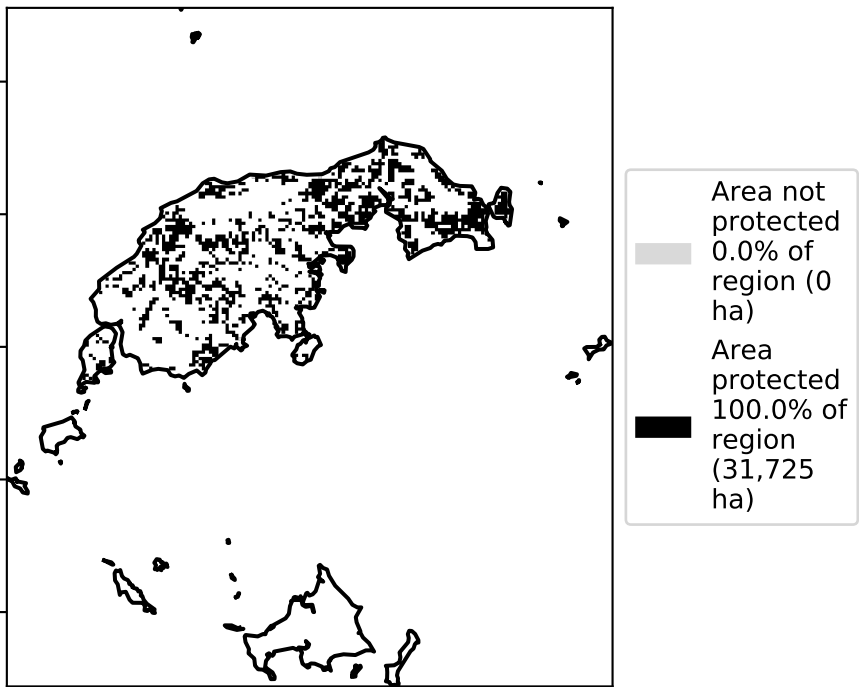 Area not
protected
0.0% of
region (0
ha)
Area
protected
100.0% of
region
(31,725
ha)